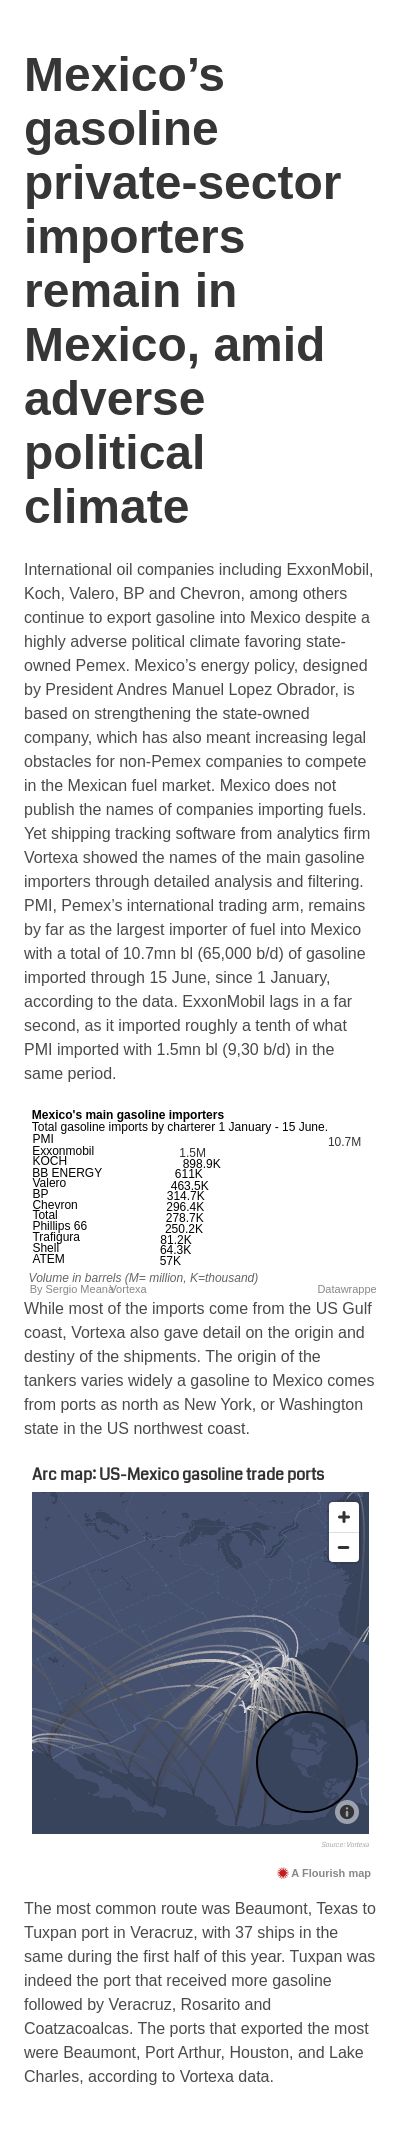 Mexico’s
gasoline
private-sector
importers
remain in
Mexico, amid
adverse
political
climate
International oil companies including ExxonMobil,
Koch, Valero, BP and Chevron, among others
continue to export gasoline into Mexico despite a
highly adverse political climate favoring state-
owned Pemex. Mexico’s energy policy, designed
by President Andres Manuel Lopez Obrador, is
based on strengthening the state-owned
company, which has also meant increasing legal
obstacles for non-Pemex companies to compete
in the Mexican fuel market. Mexico does not
publish the names of companies importing fuels.
Yet shipping tracking software from analytics firm
Vortexa showed the names of the main gasoline
importers through detailed analysis and filtering.
PMI, Pemex’s international trading arm, remains
by far as the largest importer of fuel into Mexico
with a total of 10.7mn bl (65,000 b/d) of gasoline
imported through 15 June, since 1 January,
according to the data. ExxonMobil lags in a far
second, as it imported roughly a tenth of what
PMI imported with 1.5mn bl (9,30 b/d) in the
same period.
Mexico's main gasoline importers
Total gasoline imports by charterer 1 January - 15 June.
PMI 10.7M
Exxonmobil 1.5M
KOCH 898.9K
BB ENERGY 611K
Valero 463.5K
BP 314.7K
Chevron 296.4K
Total 278.7K
Phillips 66 250.2K
Trafigura 81.2K
Shell 64.3K
ATEM 57K
Volume in barrels (M= million, K=thousand)
By Sergio Meana Vortexa Datawrappe
While most of the imports come from the US Gulf
coast, Vortexa also gave detail on the origin and
destiny of the shipments. The origin of the
tankers varies widely a gasoline to Mexico comes
from ports as north as New York, or Washington
state in the US northwest coast.
Arc map: US-Mexico gasoline trade ports
Source: Vortexa
A Flourish map
The most common route was Beaumont, Texas to
Tuxpan port in Veracruz, with 37 ships in the
same during the first half of this year. Tuxpan was
indeed the port that received more gasoline
followed by Veracruz, Rosarito and
Coatzacoalcas. The ports that exported the most
were Beaumont, Port Arthur, Houston, and Lake
Charles, according to Vortexa data.